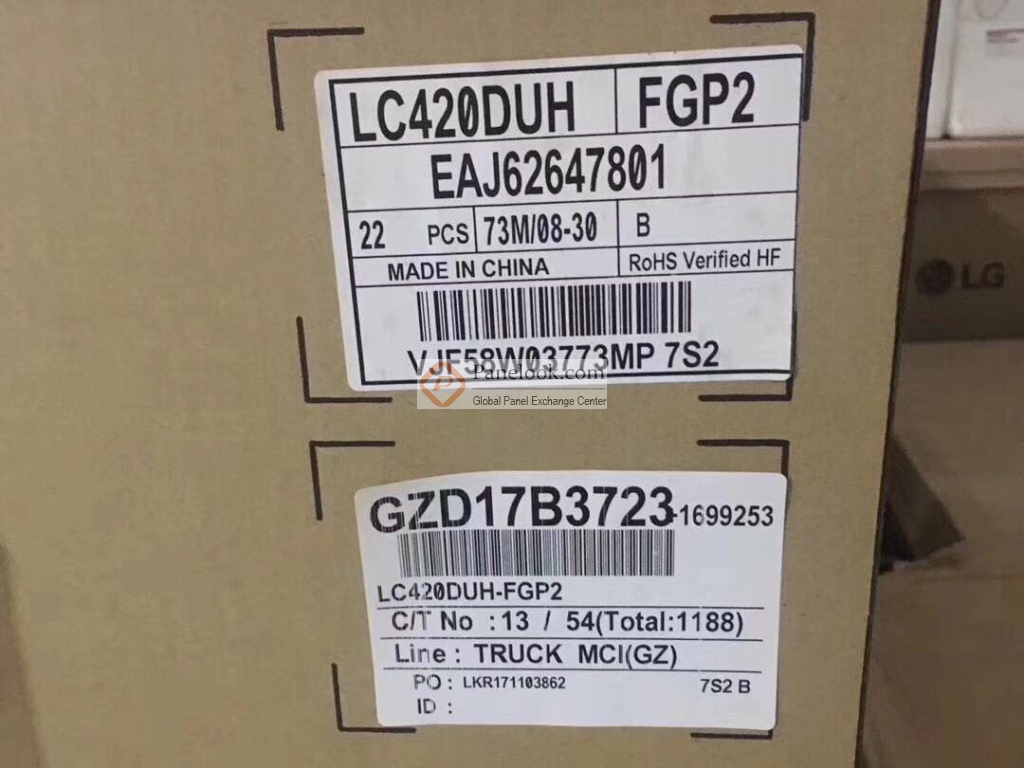 LC420DUH FGP2
EAJ62647801
22 PCS 73M/08-30 B
MADE IN CHINA RoHS Verified HF
VJF58W03773MP 7S2
Panelook.com
Global Panel Exchange Center
LG
GZD17B3723-1699253
LC420DUH-FGP2
C/T No : 13 / 54(Total:1188)
Line : TRUCK MCI(GZ)
PO : LKR171103862 7S2 B
ID :